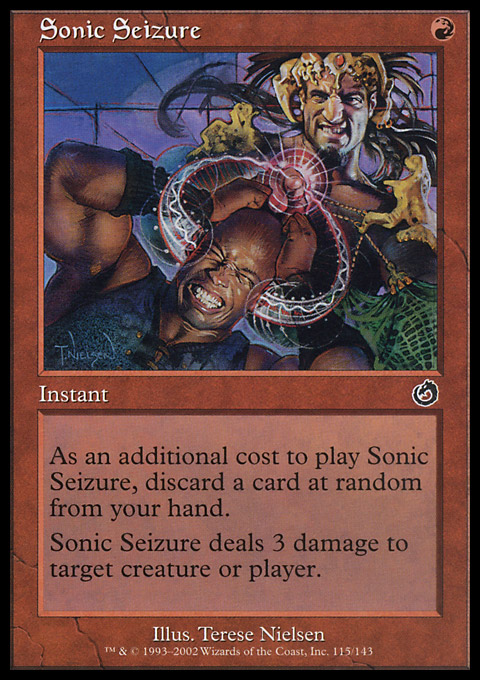 Sonic Seizure
T. NIELSEN
Instant
As an additional cost to play Sonic
Seizure, discard a card at random
from your hand.
Sonic Seizure deals 3 damage to
target creature or player.
Illus. Terese Nielsen
™ & © 1993–2002 Wizards of the Coast, Inc. 115/143